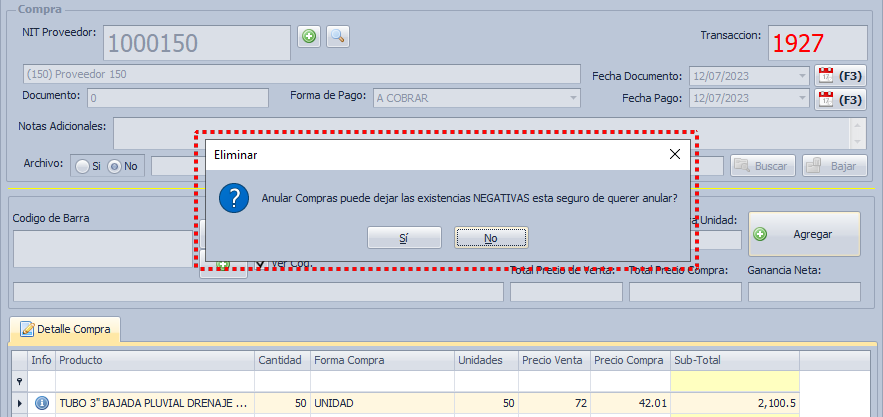 Compra
NIT Proveedor:
1000150
Transaccion:
1927
(150) Proveedor 150
Fecha Documento:
12/07/2023
(F3)
Documento:
0
Forma de Pago:
A COBRAR
Fecha Pago:
12/07/2023
(F3)
Notas Adicionales:
Archivo:
Si
No
Buscar
Bajar
Eliminar
Anular Compras puede dejar las existencias NEGATIVAS esta seguro de querer anular?
Sí
No
Codigo de Barra
Unidad:
Agregar
Ver Cod.
Total Precio de Venta:
Total Precio Compra:
Ganancia Neta:
Detalle Compra
Info Producto Cantidad Forma Compra Unidades Precio Venta Precio Compra Sub-Total
TUBO 3" BAJADA PLUVIAL DRENAJE ... 50 UNIDAD 50 72 42.01 2,100.5